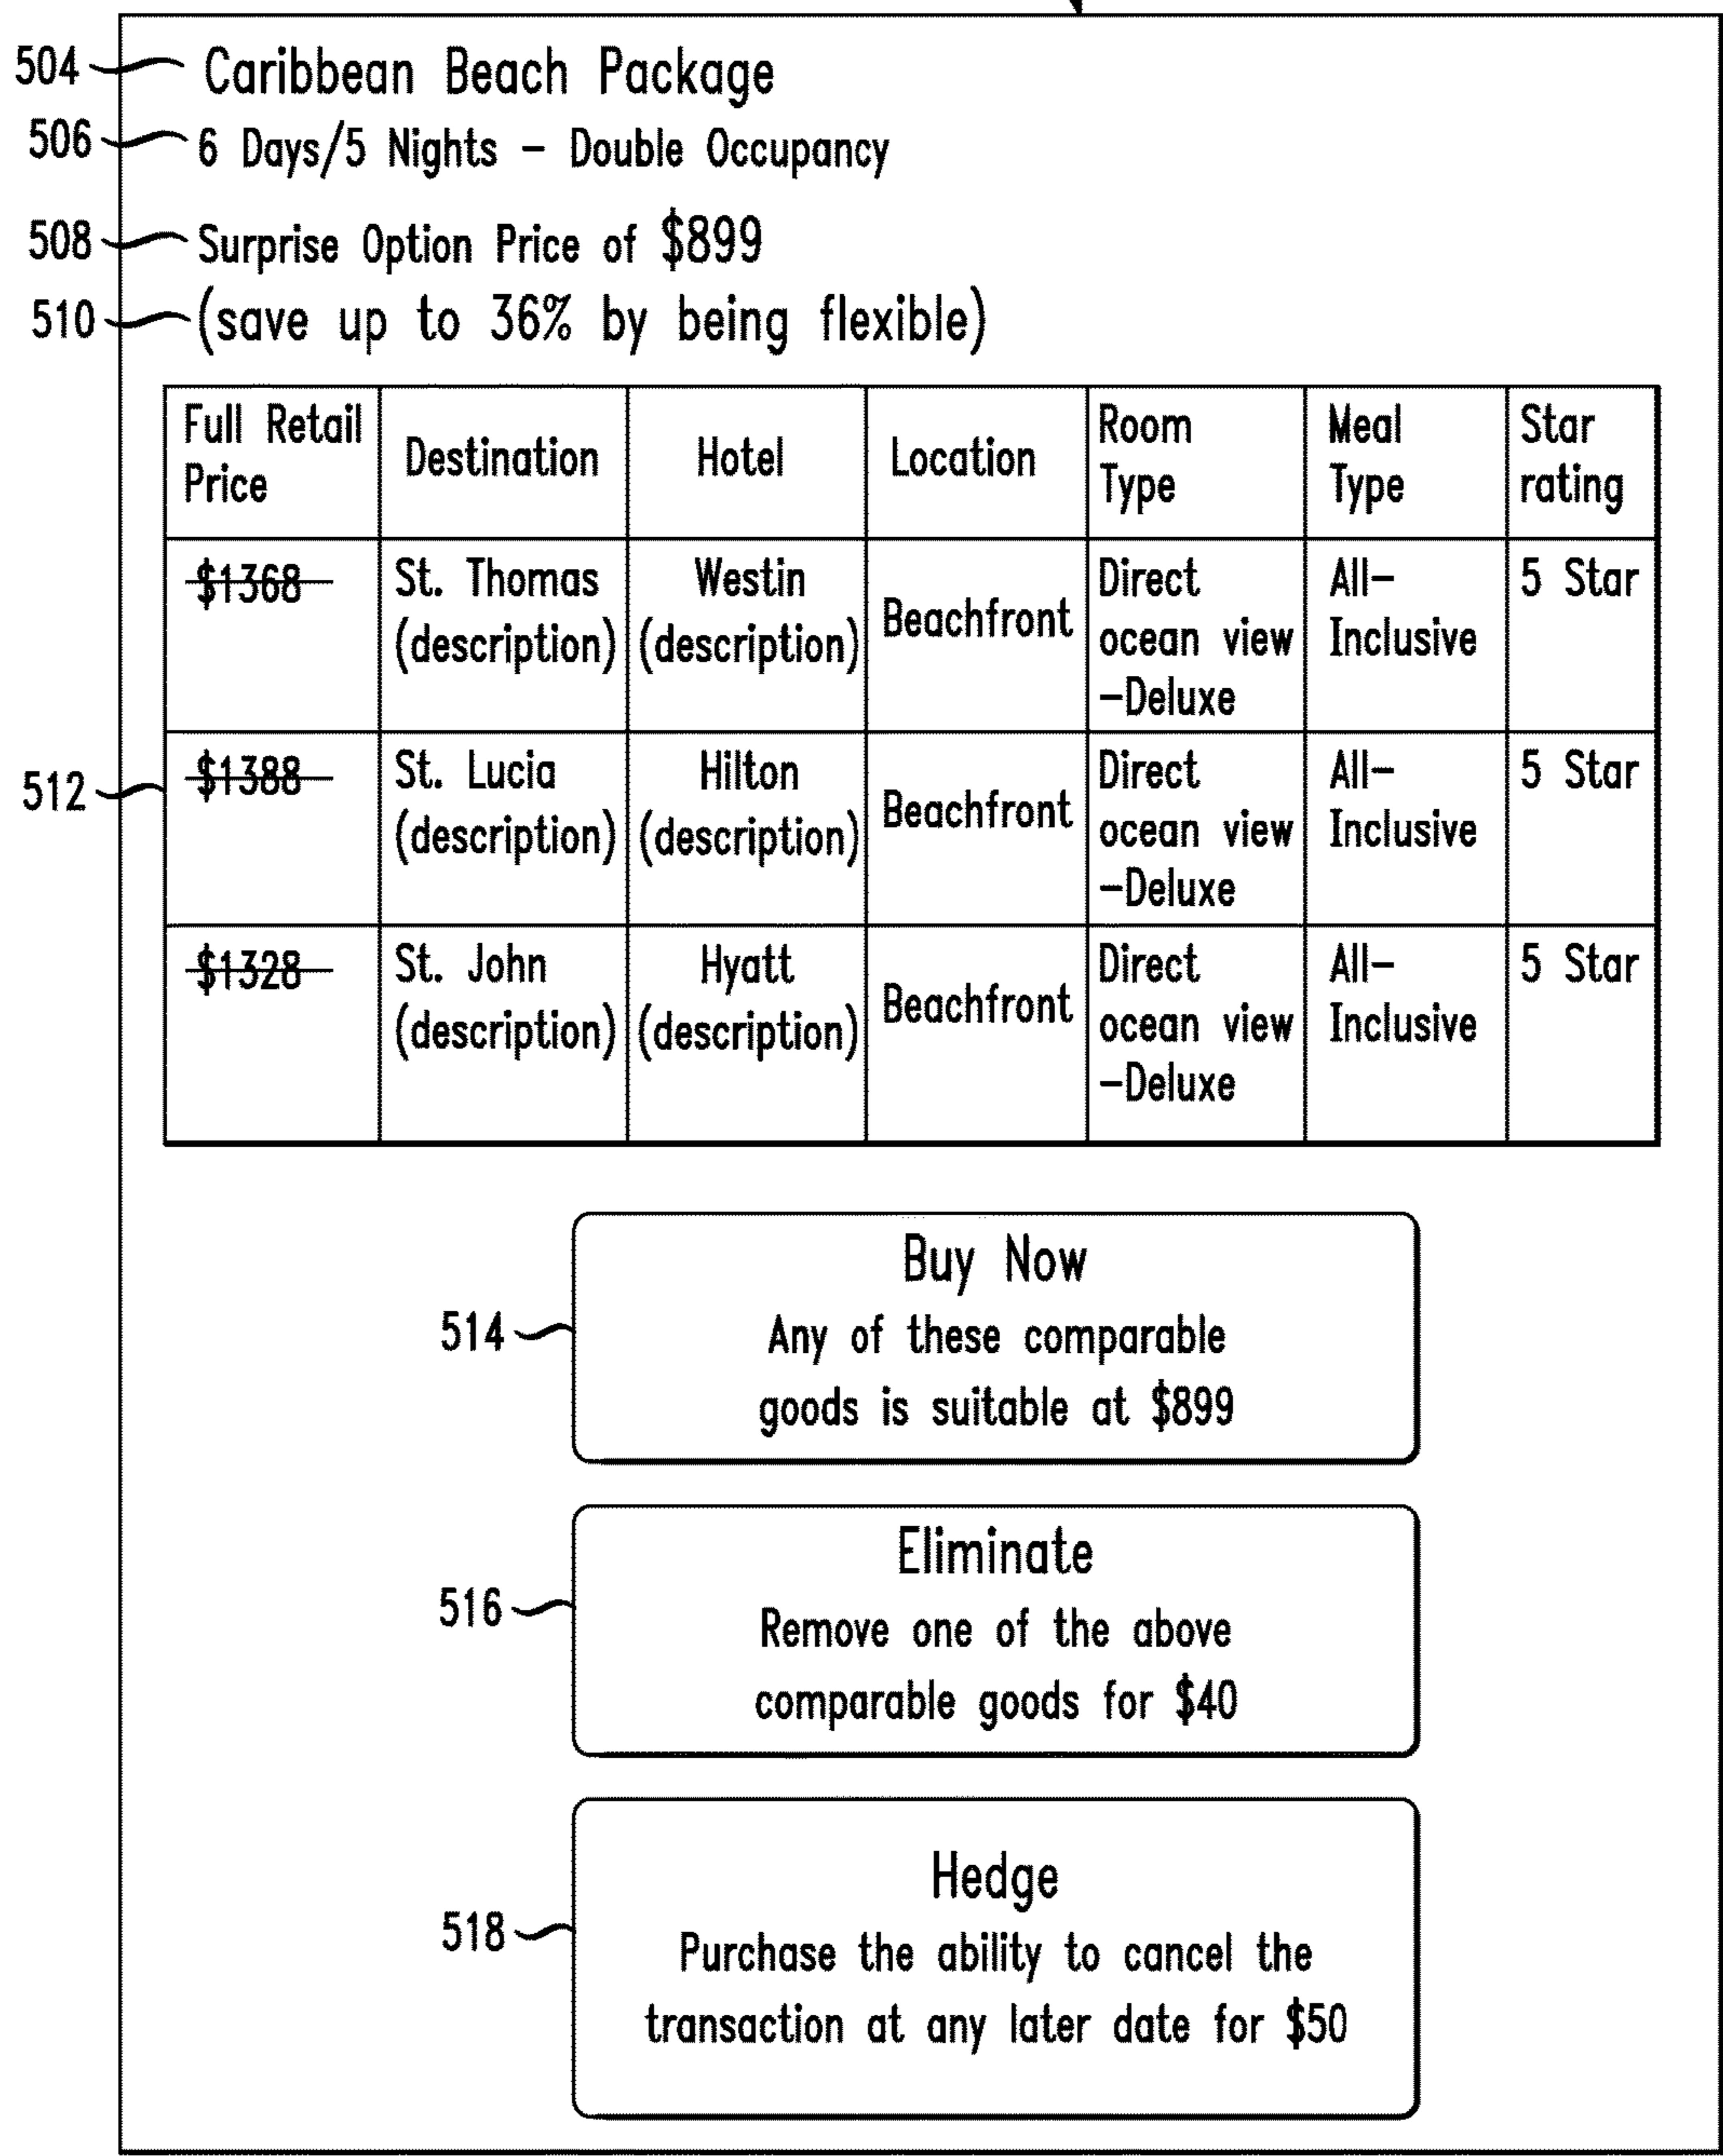 504 Caribbean Beach Package
506 6 Days/5 Nights – Double Occupancy
508 Surprise Option Price of $899
510 (save up to 36% by being flexible)
Full Retail Price Destination Hotel Location Room Type Meal Type Star rating
$1368 St. Thomas (description) Westin (description) Beachfront Direct ocean view –Deluxe All– Inclusive 5 Star
512 $1388 St. Lucia (description) Hilton (description) Beachfront Direct ocean view –Deluxe All– Inclusive 5 Star
$1328 St. John (description) Hyatt (description) Beachfront Direct ocean view –Deluxe All– Inclusive 5 Star
Buy Now
514 Any of these comparable
goods is suitable at $899
Eliminate
516 Remove one of the above
comparable goods for $40
Hedge
518 Purchase the ability to cancel the
transaction at any later date for $50